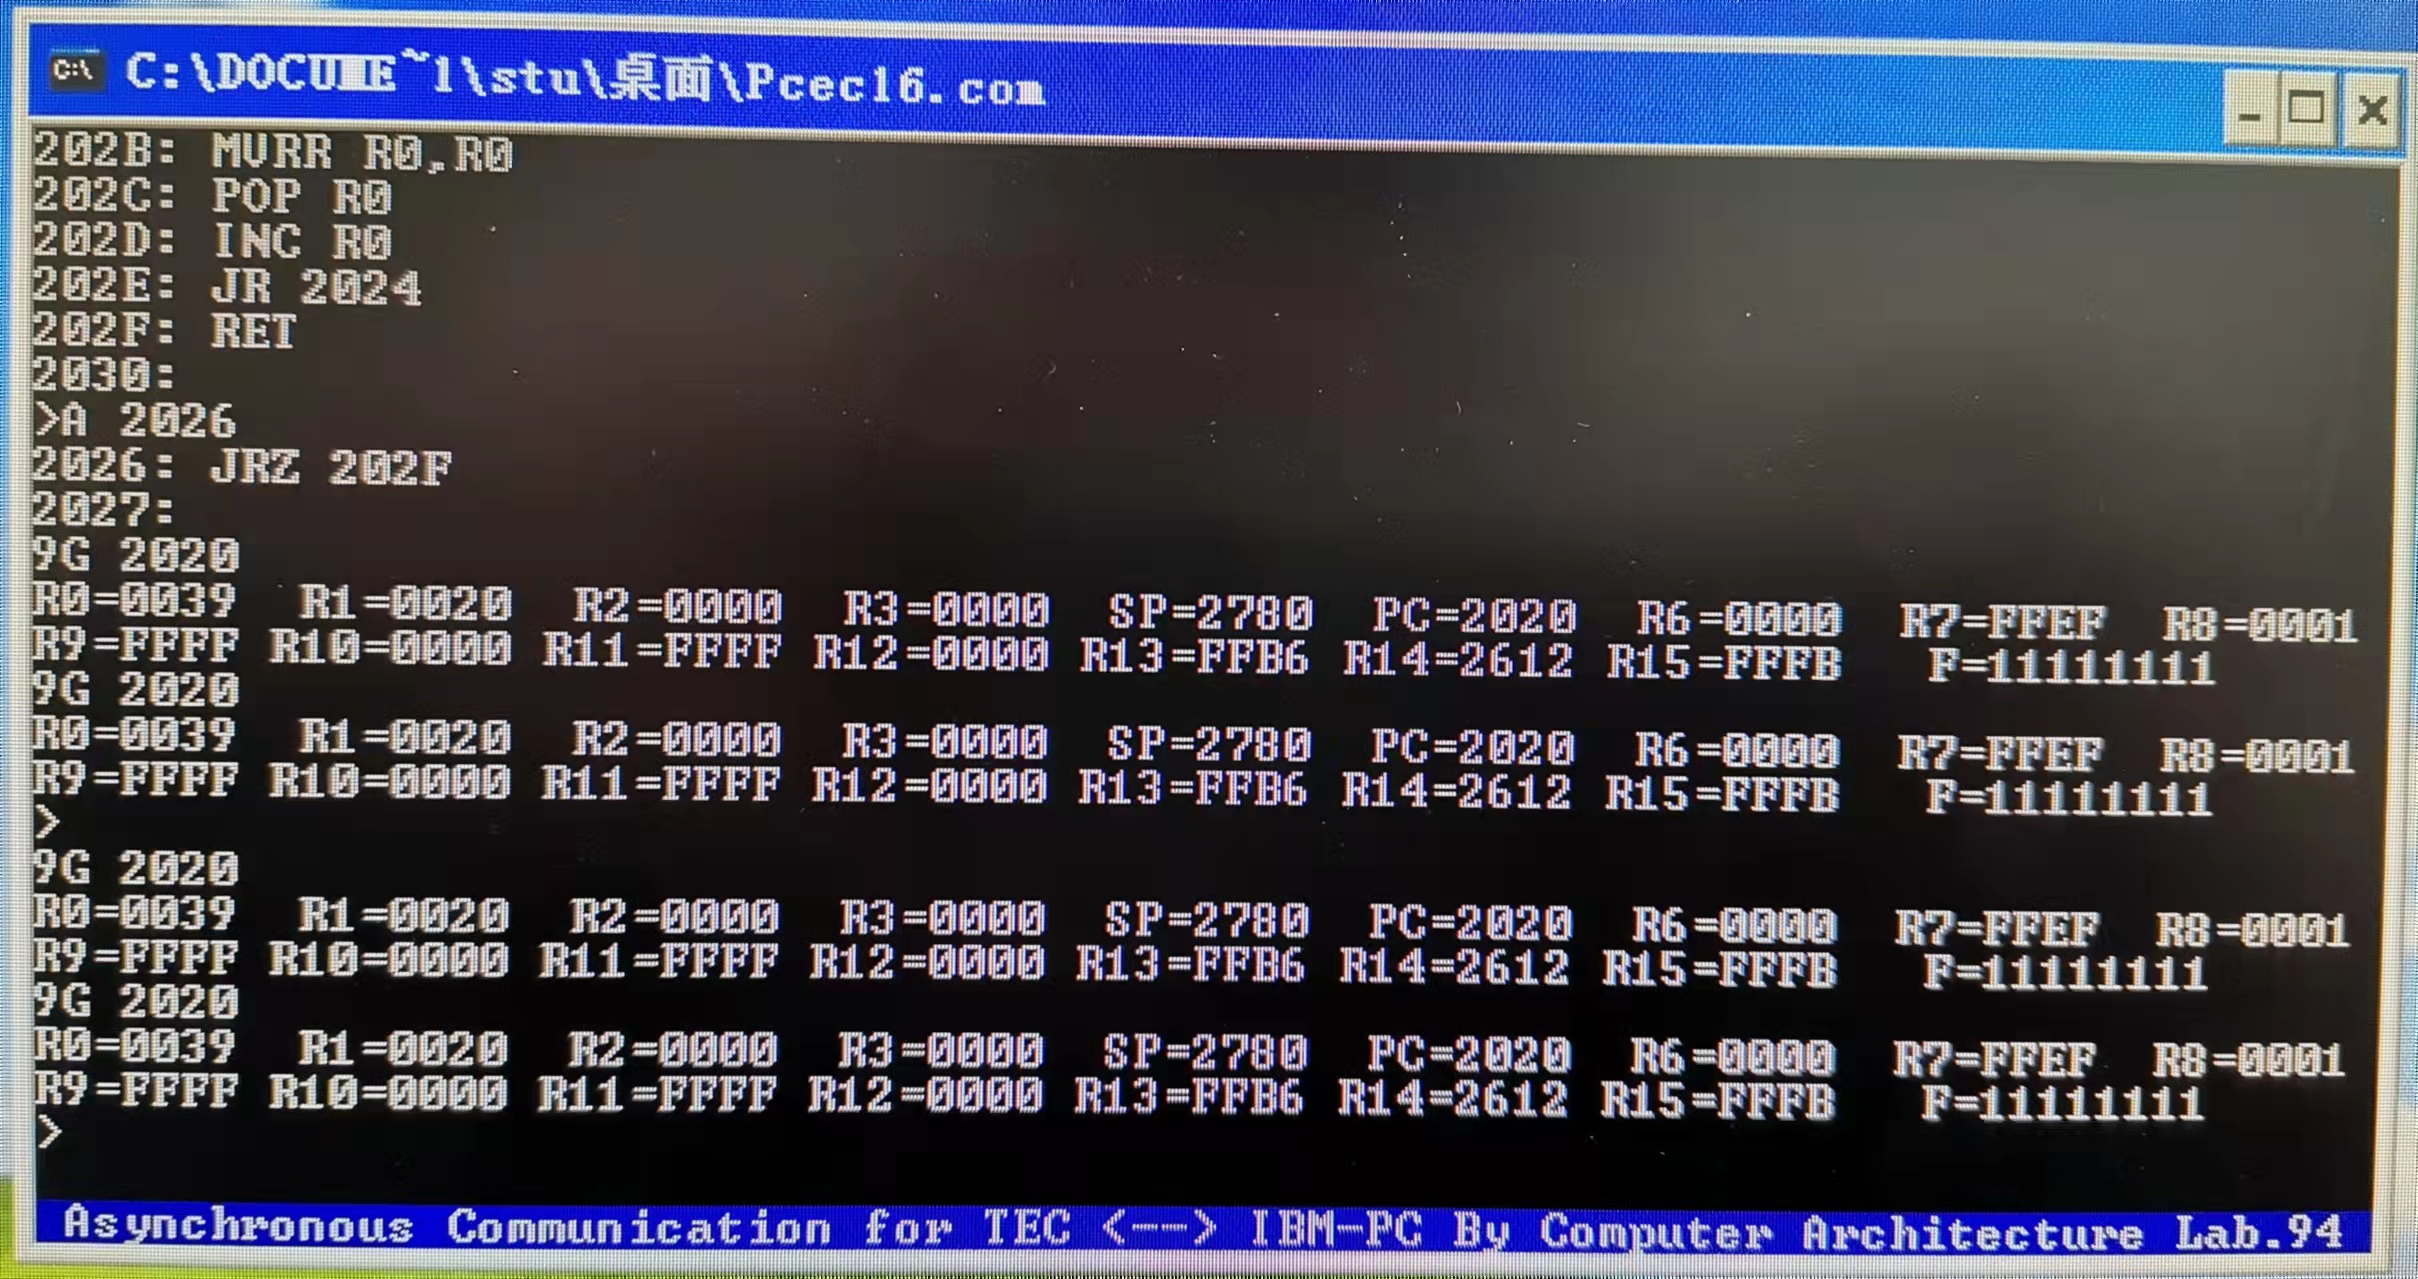 C:\DOCUME~1\stu\桌面\Pcec16.com
202B: MVRR R0,R0
202C: POP R0
202D: INC R0
202E: JR 2024
202F: RET
2030:
>A 2026
2026: JRZ 202F
2027:
9G 2020
R0=0039 R1=0020 R2=0000 R3=0000 SP=2780 PC=2020 R6=0000 R7=FFEF R8=0001
R9=FFFF R10=0000 R11=FFFF R12=0000 R13=FFB6 R14=2612 R15=FFFB F=11111111
9G 2020
R0=0039 R1=0020 R2=0000 R3=0000 SP=2780 PC=2020 R6=0000 R7=FFEF R8=0001
R9=FFFF R10=0000 R11=FFFF R12=0000 R13=FFB6 R14=2612 R15=FFFB F=11111111
>
9G 2020
R0=0039 R1=0020 R2=0000 R3=0000 SP=2780 PC=2020 R6=0000 R7=FFEF R8=0001
R9=FFFF R10=0000 R11=FFFF R12=0000 R13=FFB6 R14=2612 R15=FFFB F=11111111
9G 2020
R0=0039 R1=0020 R2=0000 R3=0000 SP=2780 PC=2020 R6=0000 R7=FFEF R8=0001
R9=FFFF R10=0000 R11=FFFF R12=0000 R13=FFB6 R14=2612 R15=FFFB F=11111111
>
Asynchronous Communication for TEC <--> IBM-PC By Computer Architecture Lab.94